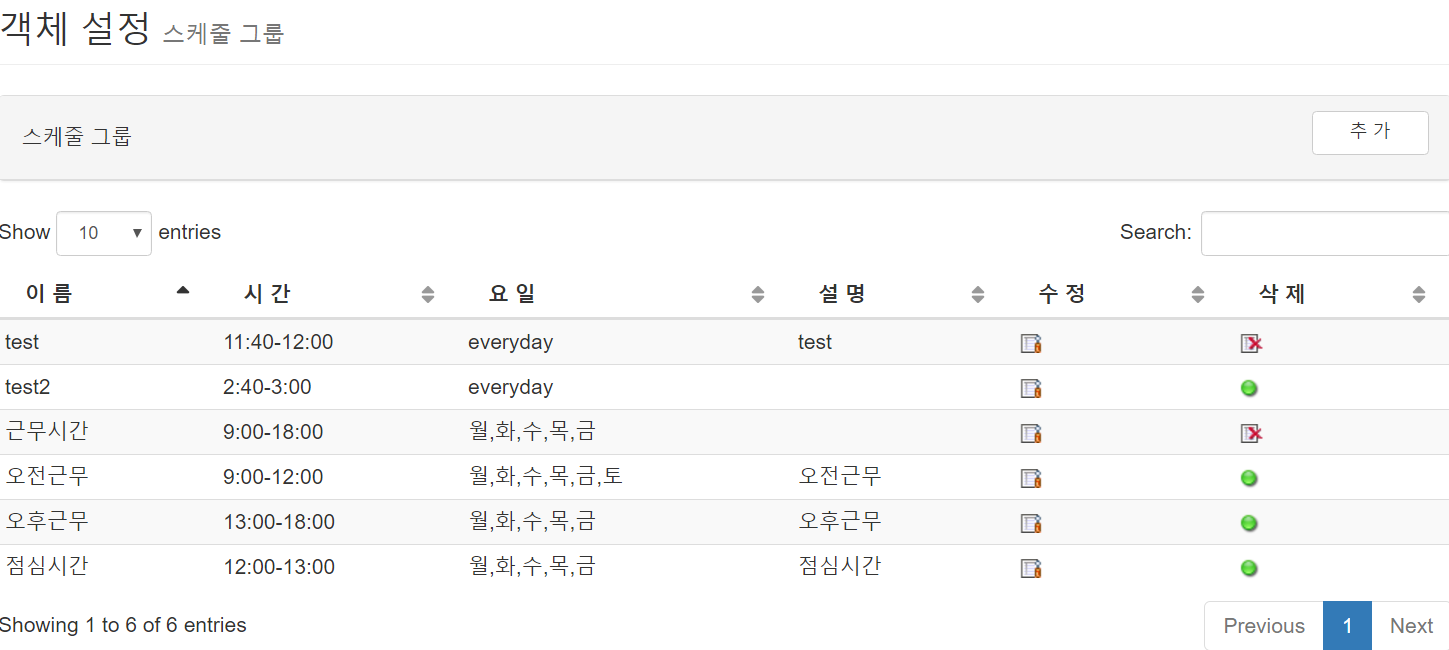 객체 설정 스케줄 그룹
스케줄 그룹 추 가
Show 10 entries Search:
이 름 시 간 요 일 설 명 수 정 삭 제
test 11:40-12:00 everyday test
test2 2:40-3:00 everyday
근무시간 9:00-18:00 월,화,수,목,금
오전근무 9:00-12:00 월,화,수,목,금,토 오전근무
오후근무 13:00-18:00 월,화,수,목,금 오후근무
점심시간 12:00-13:00 월,화,수,목,금 점심시간
Showing 1 to 6 of 6 entries Previous 1 Next